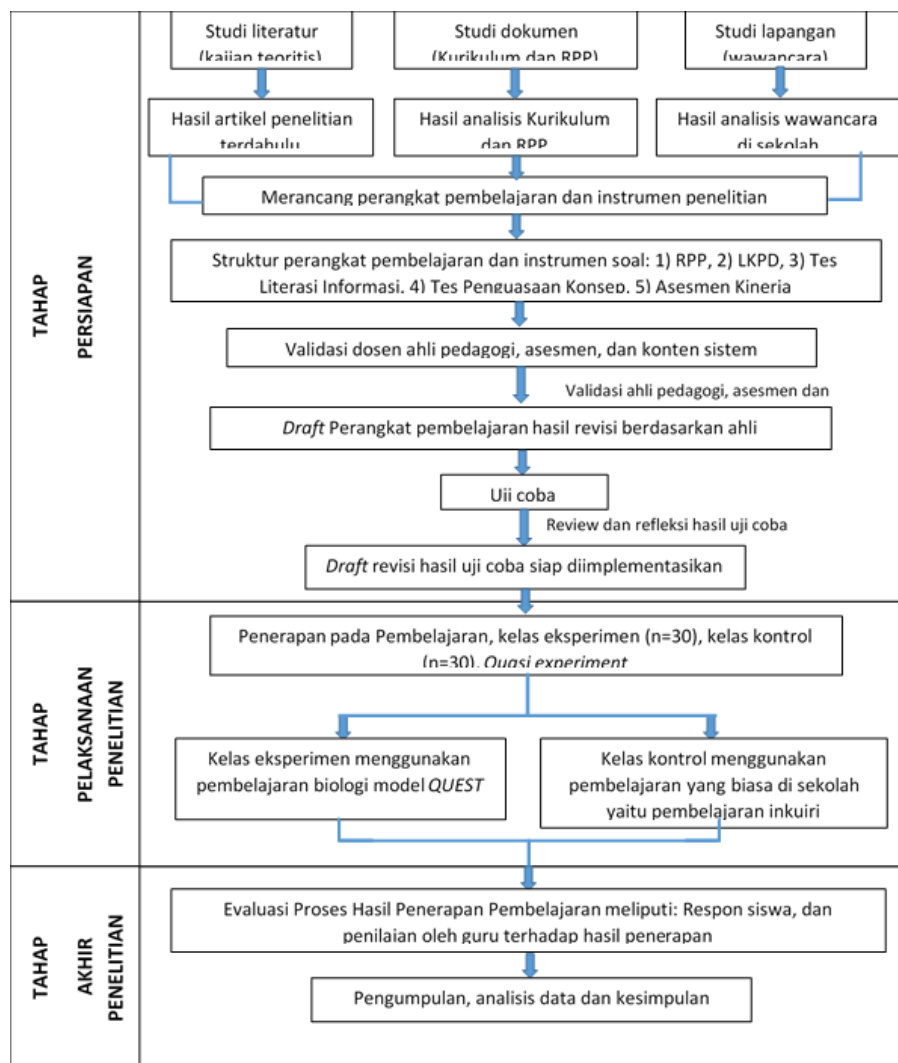 Studi literatur
(kajian teoritis)
Studi dokumen
(Kurikulum dan RPP)
Studi lapangan
(wawancara)
Hasil artikel penelitian
terdahulu
Hasil analisis Kurikulum
dan RPP
Hasil analisis wawancara
di sekolah
Merancang perangkat pembelajaran dan instrumen penelitian
Struktur perangkat pembelajaran dan instrumen soal: 1) RPP, 2) LKPD, 3) Tes
Literasi Informasi, 4) Tes Penguasaan Konsep, 5) Asesmen Kinerja
Validasi dosen ahli pedagogi, asesmen, dan konten sistem
Validasi ahli pedagogi, asesmen dan
Draft Perangkat pembelajaran hasil revisi berdasarkan ahli
Uji coba
Review dan refleksi hasil uji coba
Draft revisi hasil uji coba siap diimplementasikan
TAHAP
PERSIAPAN
Penerapan pada Pembelajaran, kelas eksperimen (n=30), kelas kontrol
(n=30). Quasi experiment
Kelas eksperimen menggunakan
pembelajaran biologi model QUEST
Kelas kontrol menggunakan
pembelajaran yang biasa di sekolah
yaitu pembelajaran inkuiri
TAHAP
PELAKSANAAN
PENELITIAN
Evaluasi Proses Hasil Penerapan Pembelajaran meliputi: Respon siswa, dan
penilaian oleh guru terhadap hasil penerapan
Pengumpulan, analisis data dan kesimpulan
TAHAP
AKHIR
PENELITIAN